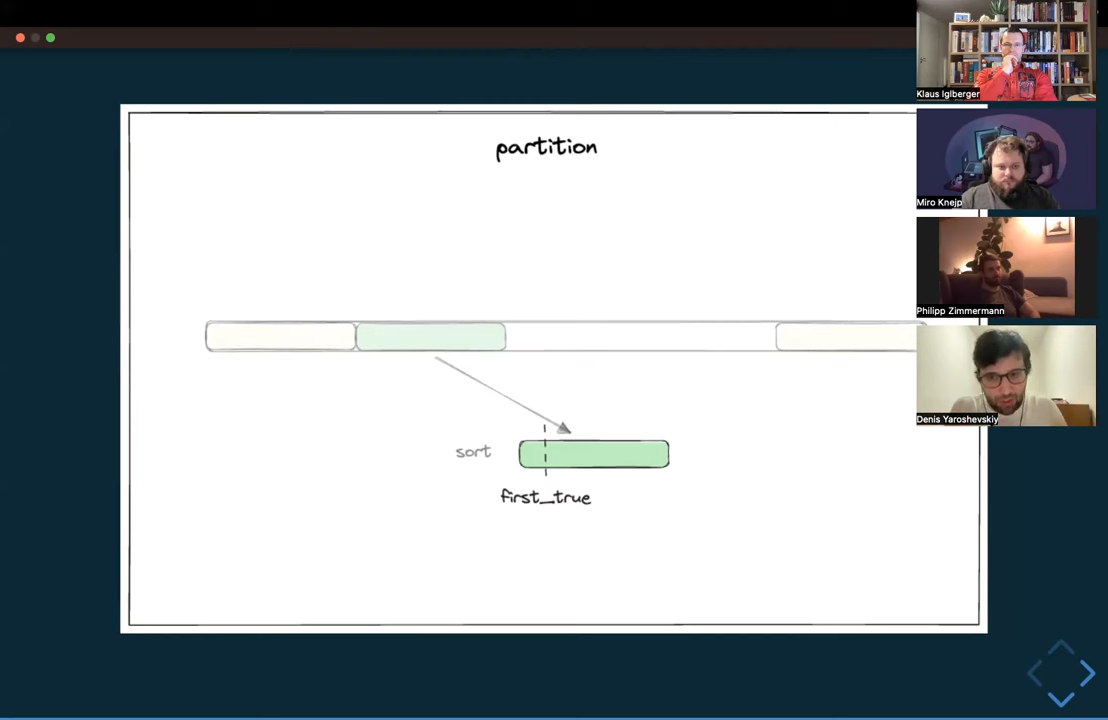 partition
sort
first_true
Klaus Iglberger
Miro Knejp
Philipp Zimmermann
Denis Yaroshevskiy